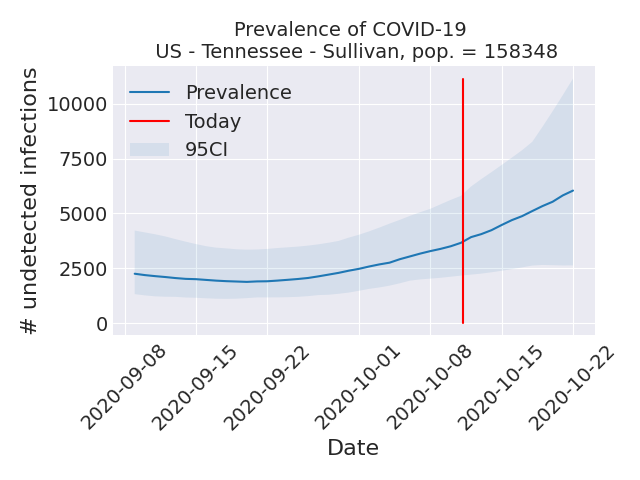 Prevalence of COVID-19
US - Tennessee - Sullivan, pop. = 158348
# undetected infections
10000
7500
5000
2500
0
Prevalence
Today
95CI
2020-09-08
2020-09-15
2020-09-22
2020-10-01
2020-10-08
2020-10-15
2020-10-22
Date